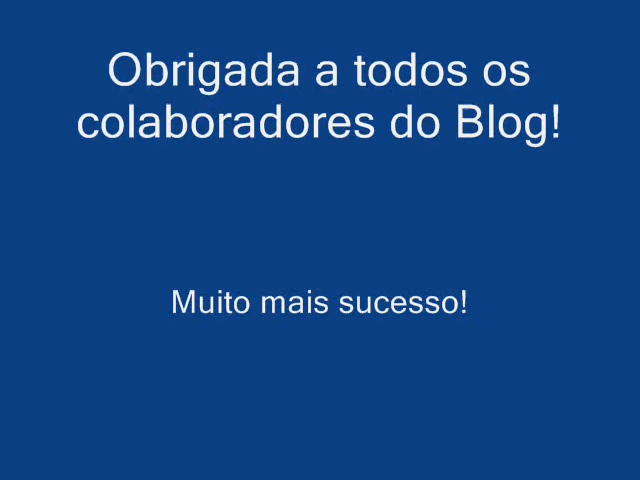 Obrigada a todos os
colaboradores do Blog!
Muito mais sucesso!